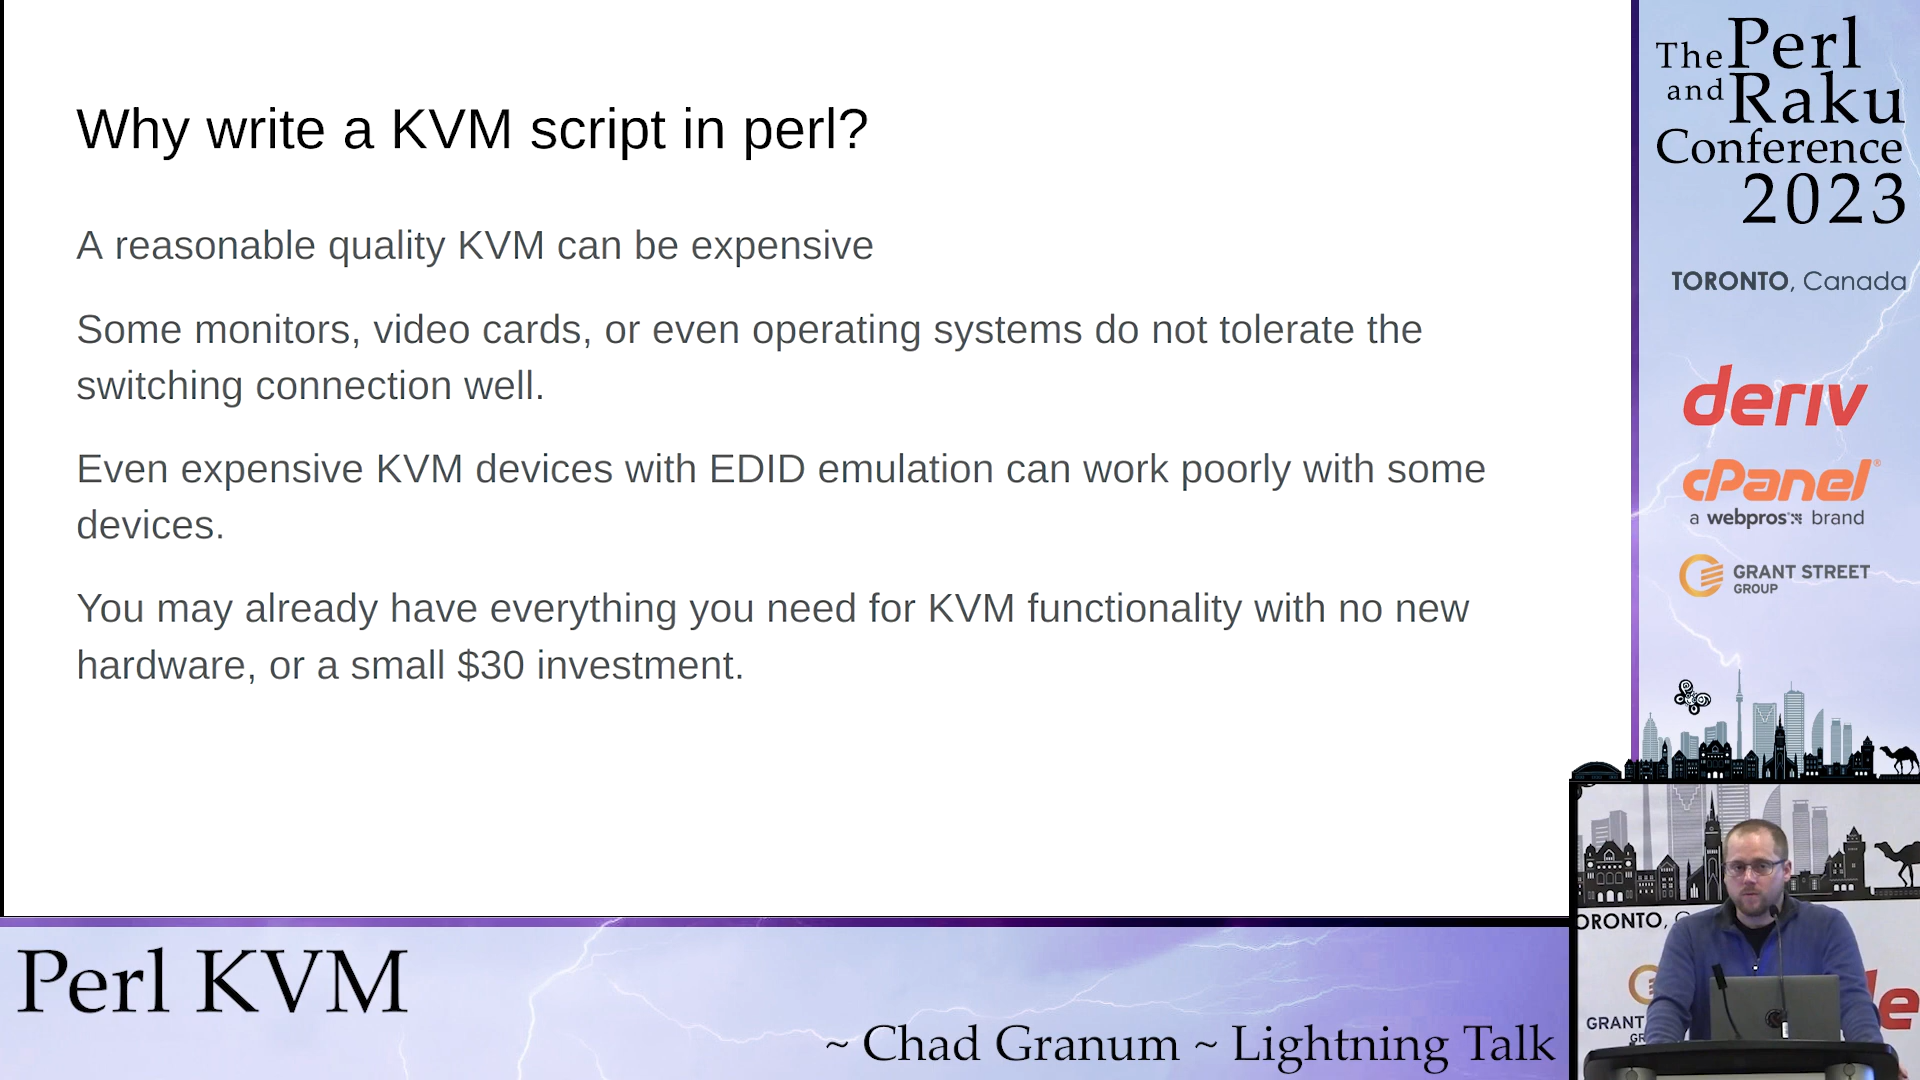 Why write a KVM script in perl?
A reasonable quality KVM can be expensive
Some monitors, video cards, or even operating systems do not tolerate the
switching connection well.
Even expensive KVM devices with EDID emulation can work poorly with some
devices.
You may already have everything you need for KVM functionality with no new
hardware, or a small $30 investment.
The Perl
and Raku
Conference
2023
TORONTO, Canada
deriv
cPanel®
a webpros brand
GRANT STREET
GROUP
ORONTO, C
GRANT
GR
e
Perl KVM
~ Chad Granum ~ Lightning Talk